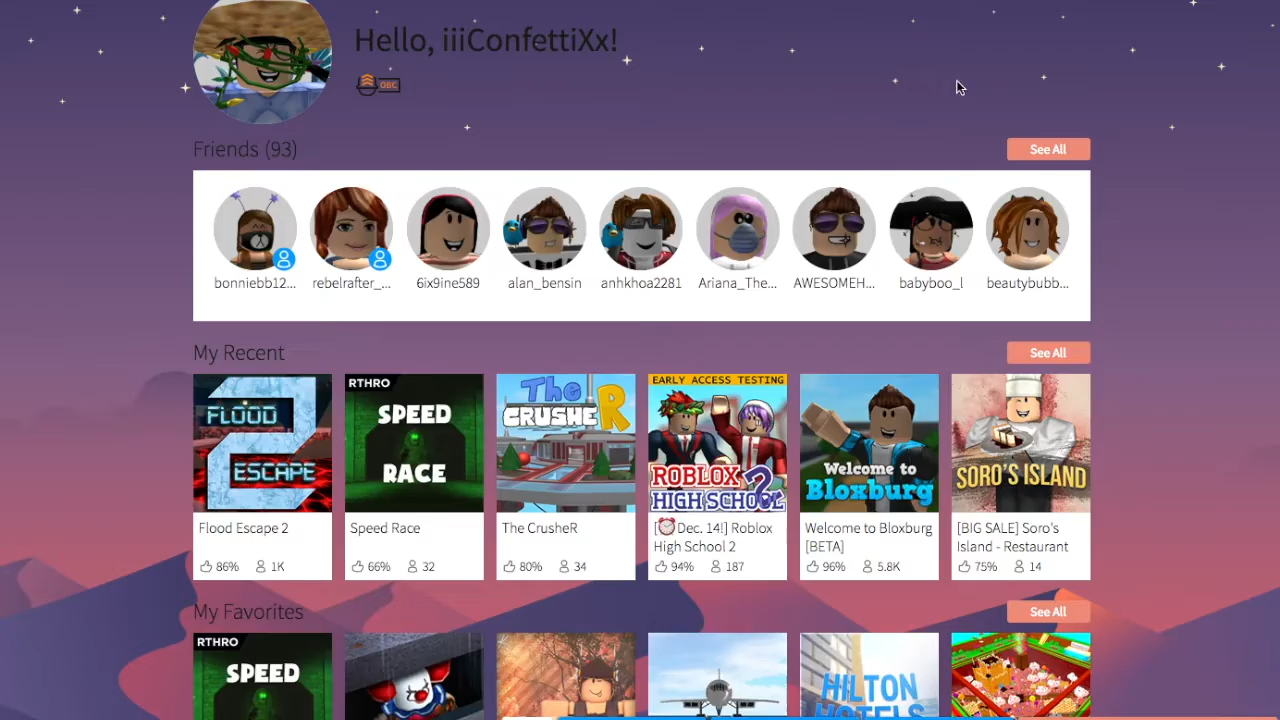 Hello, iiiConfettiXx!
OBC
Friends (93)
See All
bonniebb12...
rebelrafter_...
6ix9ine589
alan_bensin
anhkhoa2281
Ariana_The...
AWESOMEH...
babyboo_l
beautybubb...
My Recent
See All
FLOOD
2
ESCAPE
RTHRO
SPEED
RACE
The
CRUSHER
EARLY ACCESS TESTING
ROBLOX
HIGH SCHOOL
2
Welcome to
Bloxburg
SORO'S ISLAND
Flood Escape 2
86% 1K
Speed Race
66% 32
The CrusheR
80% 34
[⏰Dec. 14!] Roblox
High School 2
94% 187
Welcome to Bloxburg
[BETA]
96% 5.8K
[BIG SALE] Soro's
Island - Restaurant
75% 14
My Favorites
See All
RTHRO
SPEED
HILTON
HOTELS